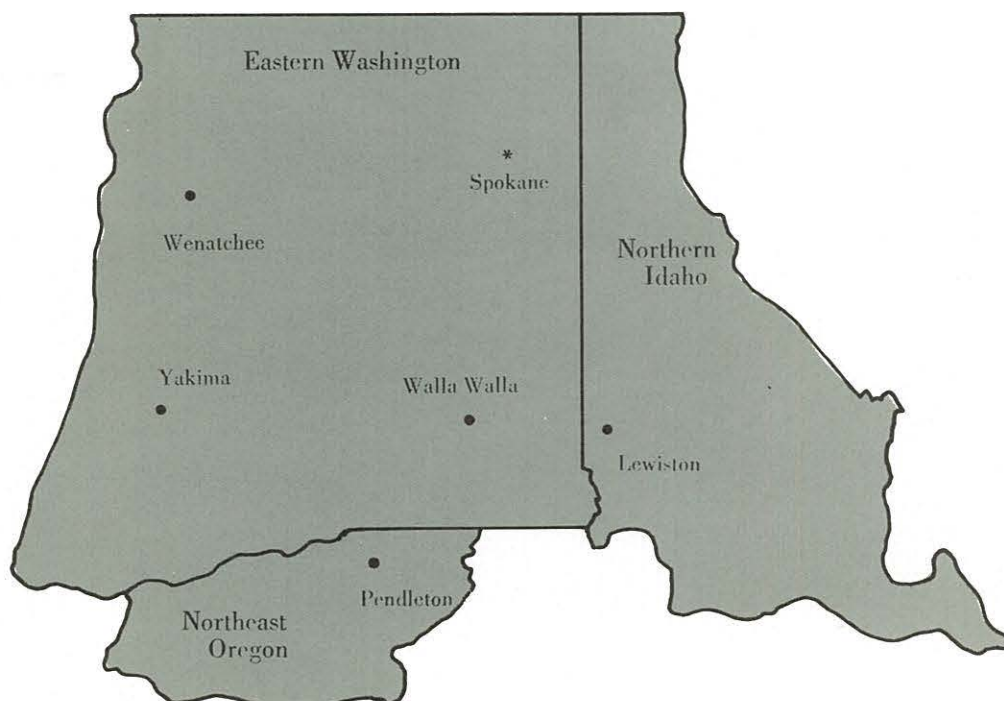 Eastern Washington
*
Spokane
Wenatchee
Northern
Idaho
Yakima
Walla Walla
Lewiston
Pendleton
Northeast
Oregon